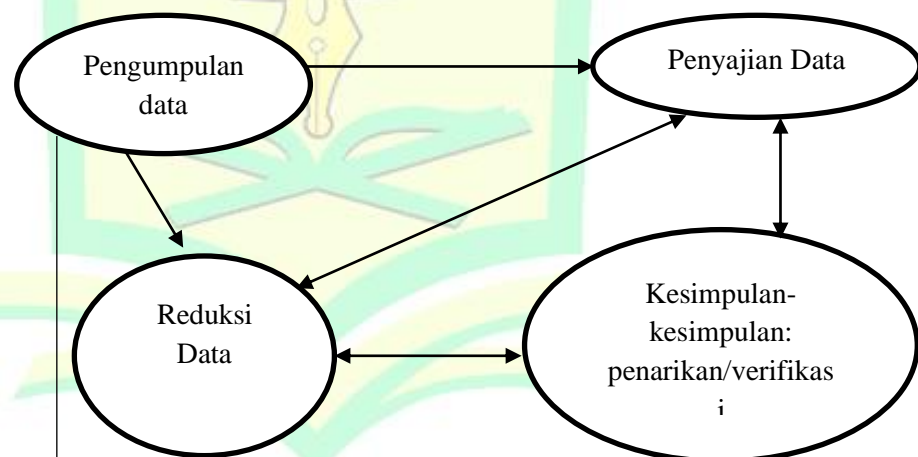 Pengumpulan
data
Penyajian Data
Reduksi
Data
Kesimpulan-
kesimpulan:
penarikan/verifikas
i